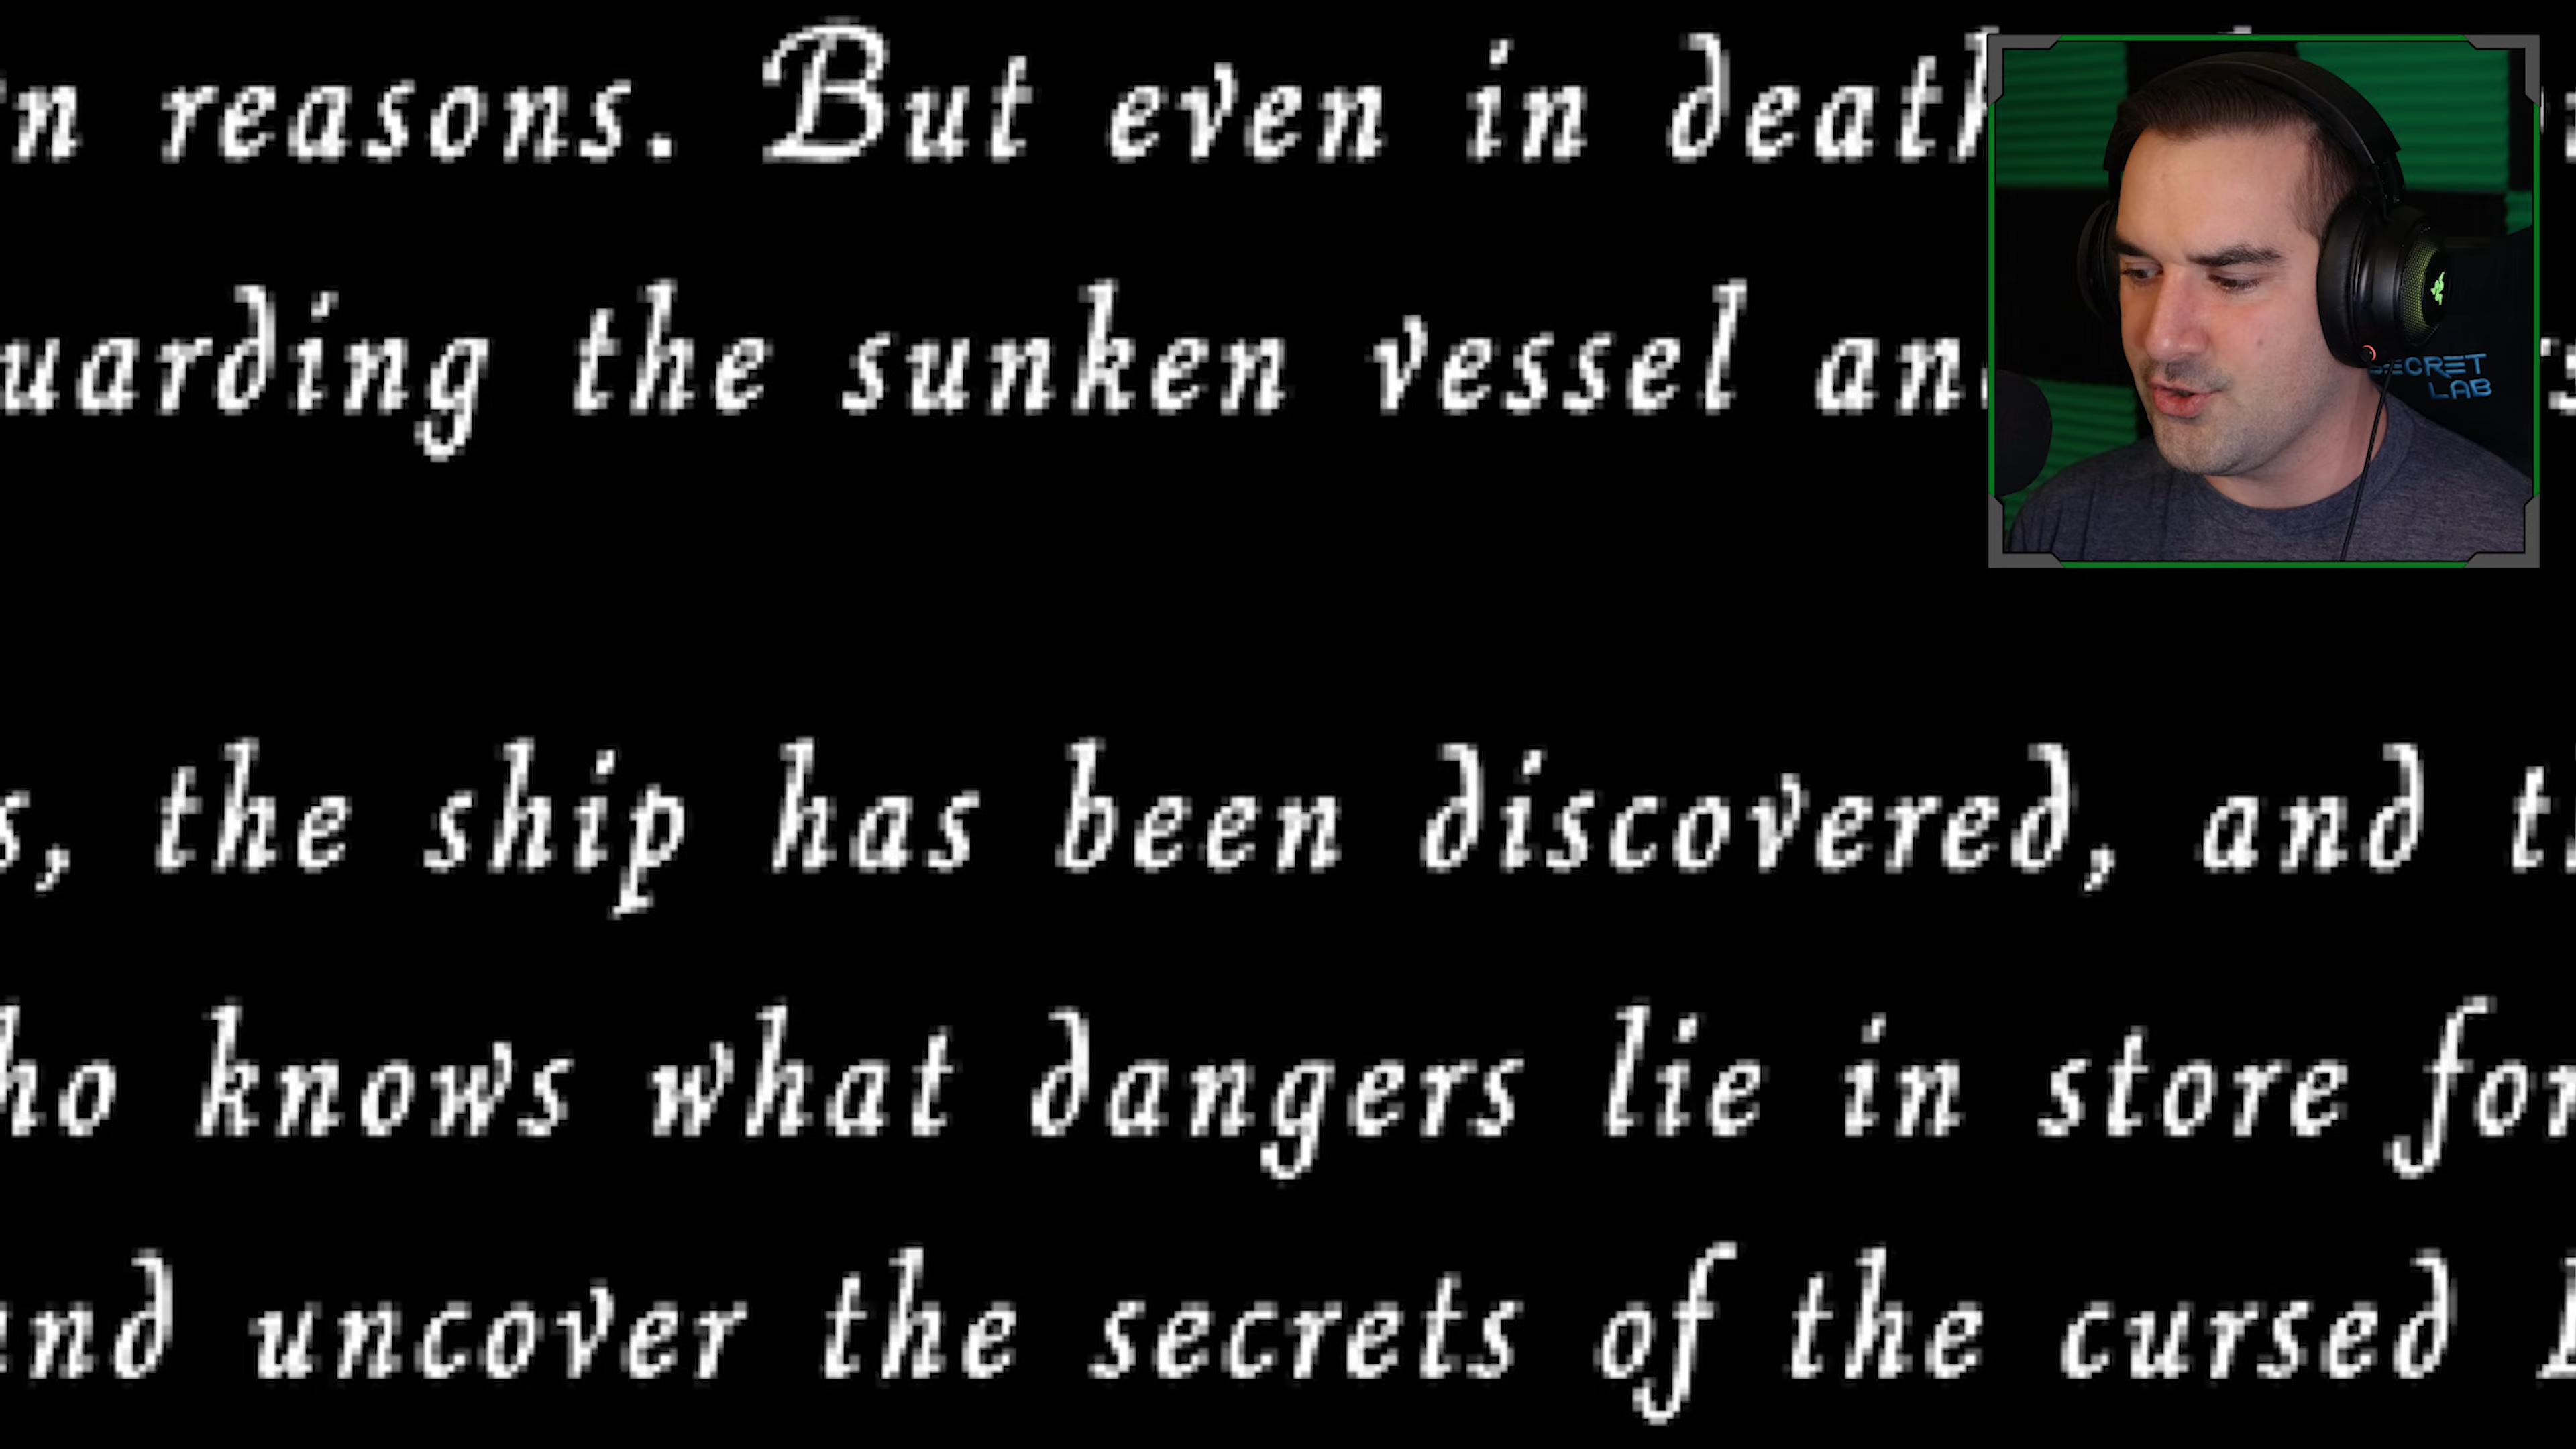 n reasons. But even in death
uarding the sunken vessel an
SECRET
LAB
s, the ship has been discovered, and t
ho knows what dangers lie in store for
nd uncover the secrets of the cursed